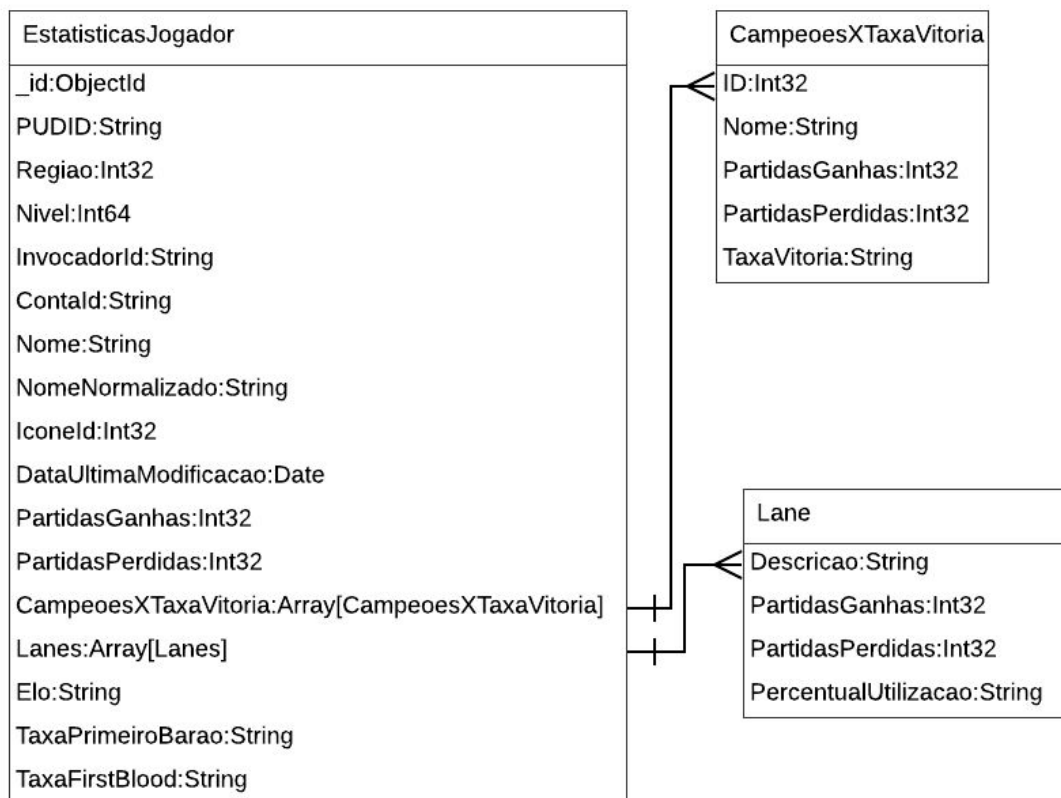 EstatisticasJogador
_id:ObjectId
PUDID:String
Regiao:Int32
Nivel:Int64
InvocadorId:String
ContaId:String
Nome:String
NomeNormalizado:String
IconeId:Int32
DataUltimaModificacao:Date
PartidasGanhas:Int32
PartidasPerdidas:Int32
CampeoesXTaxaVitoria:Array[CampeoesXTaxaVitoria]
Lanes:Array[Lanes]
Elo:String
TaxaPrimeiroBarao:String
TaxaFirstBlood:String
CampeoesXTaxaVitoria
ID:Int32
Nome:String
PartidasGanhas:Int32
PartidasPerdidas:Int32
TaxaVitoria:String
Lane
Descricao:String
PartidasGanhas:Int32
PartidasPerdidas:Int32
PercentualUtilizacao:String